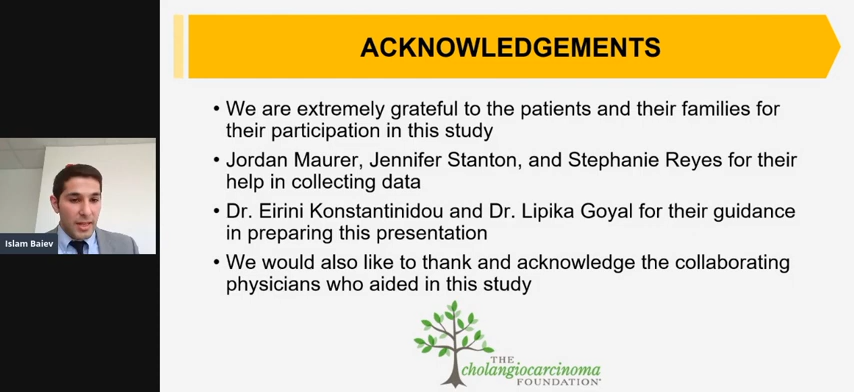 ACKNOWLEDGEMENTS
• We are extremely grateful to the patients and their families for
their participation in this study
• Jordan Maurer, Jennifer Stanton, and Stephanie Reyes for their
help in collecting data
• Dr. Eirini Konstantinidou and Dr. Lipika Goyal for their guidance
in preparing this presentation
• We would also like to thank and acknowledge the collaborating
physicians who aided in this study
Islam Baiev
THE
cholangiocarcinoma
FOUNDATION